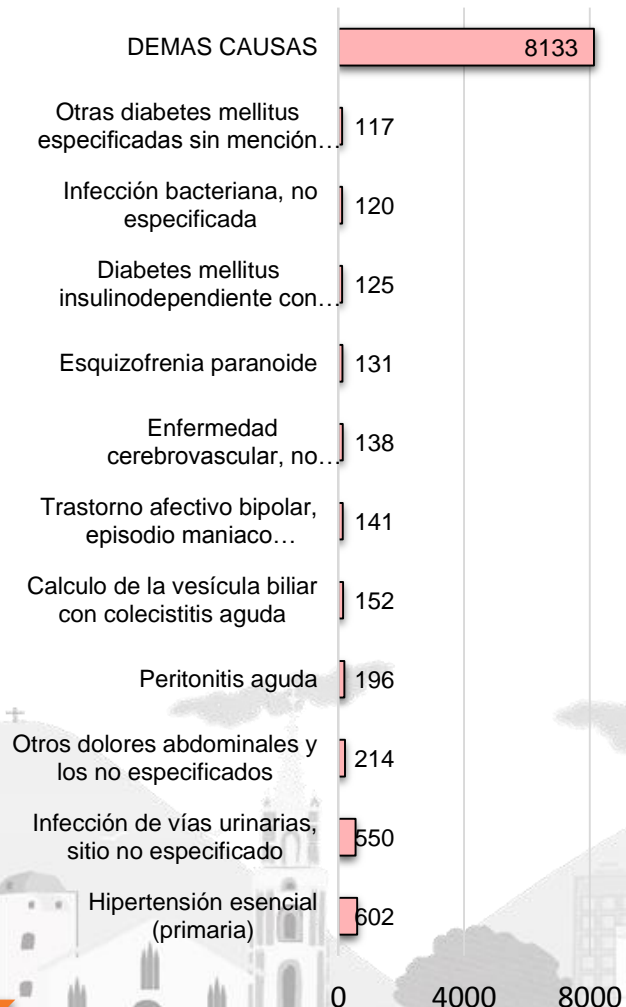 DEMAS CAUSAS
8133
Otras diabetes mellitus
especificadas sin mención…
117
Infección bacteriana, no
especificada
120
Diabetes mellitus
insulinodependiente con…
125
Esquizofrenia paranoide
131
Enfermedad
cerebrovascular, no…
138
Trastorno afectivo bipolar,
episodio maniaco…
141
Calculo de la vesícula biliar
con colecistitis aguda
152
Peritonitis aguda
196
Otros dolores abdominales y
los no especificados
214
Infección de vías urinarias,
sitio no especificado
550
Hipertensión esencial
(primaria)
602
0 4000 8000